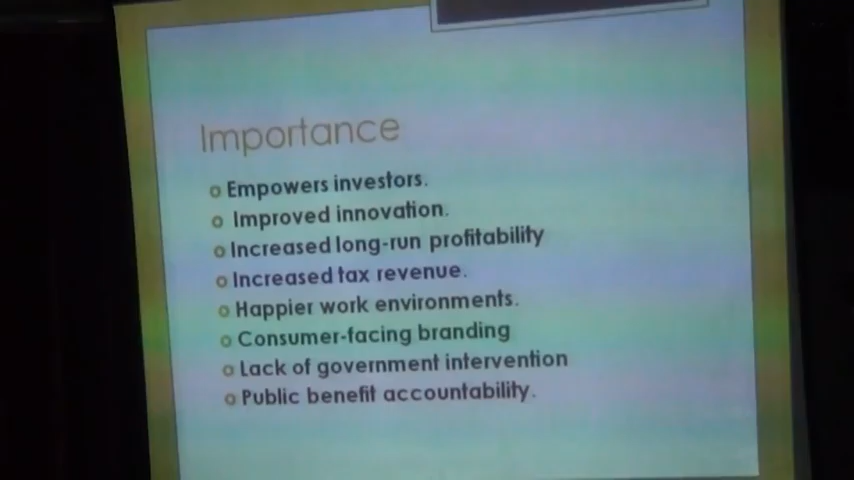 Importance
Empowers investors.
Improved innovation.
Increased long-run profitability
Increased tax revenue.
Happier work environments.
Consumer-facing branding
Lack of government intervention
Public benefit accountability.